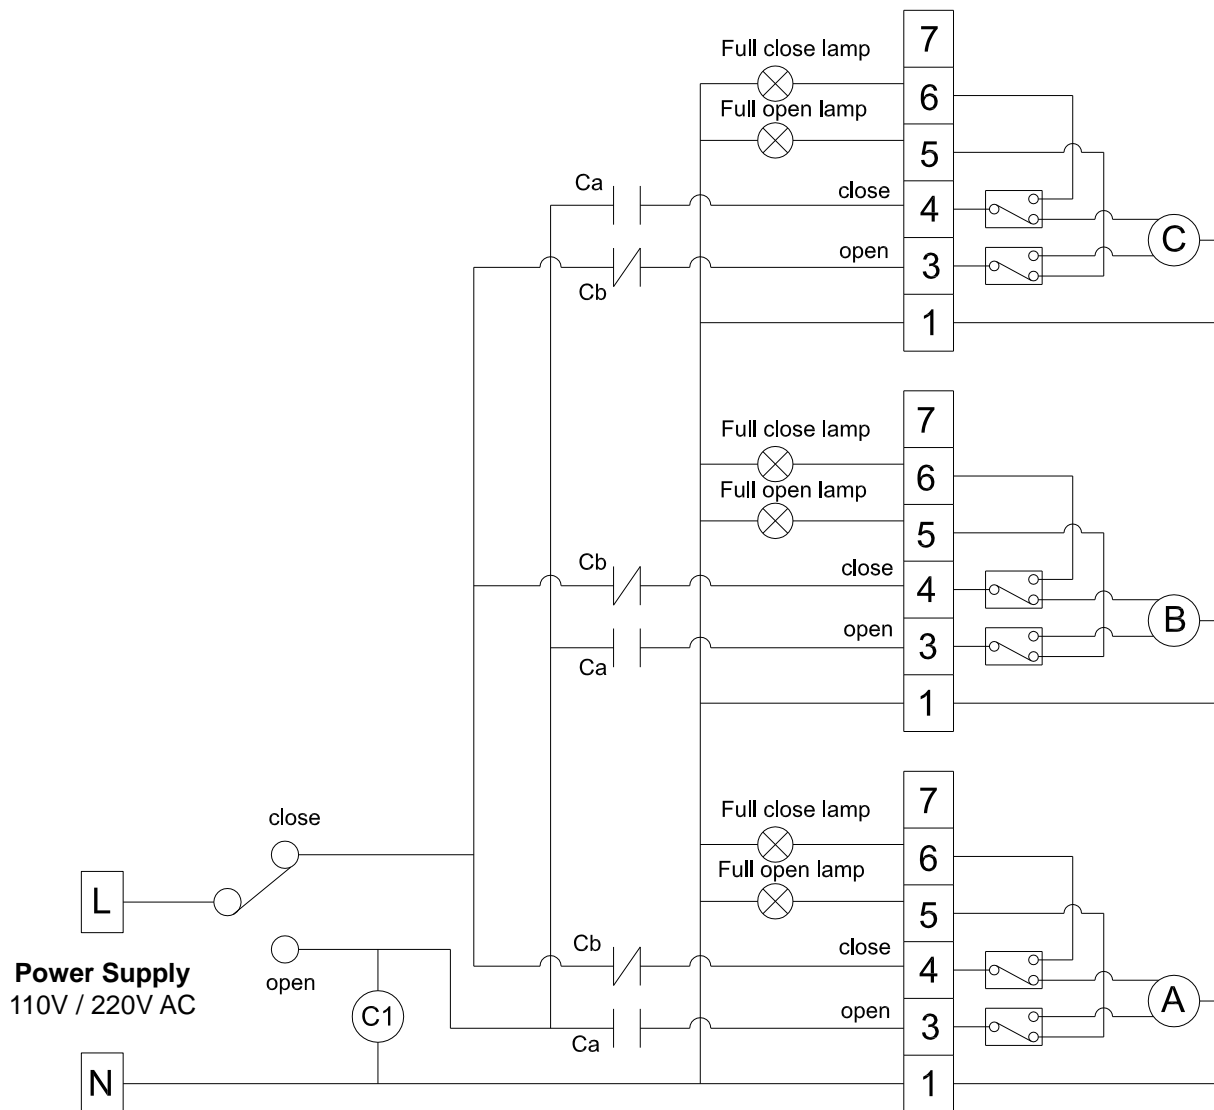 7
Full close lamp
6
Full open lamp
5
Ca
close
4
C
open
3
Cb
1
7
Full close lamp
6
Full open lamp
5
Cb
close
4
B
open
3
Ca
1
7
Full close lamp
close
6
Full open lamp
L
5
Cb
close
4
Power Supply
open
A
110V / 220V AC
C1
open
3
Ca
N
1